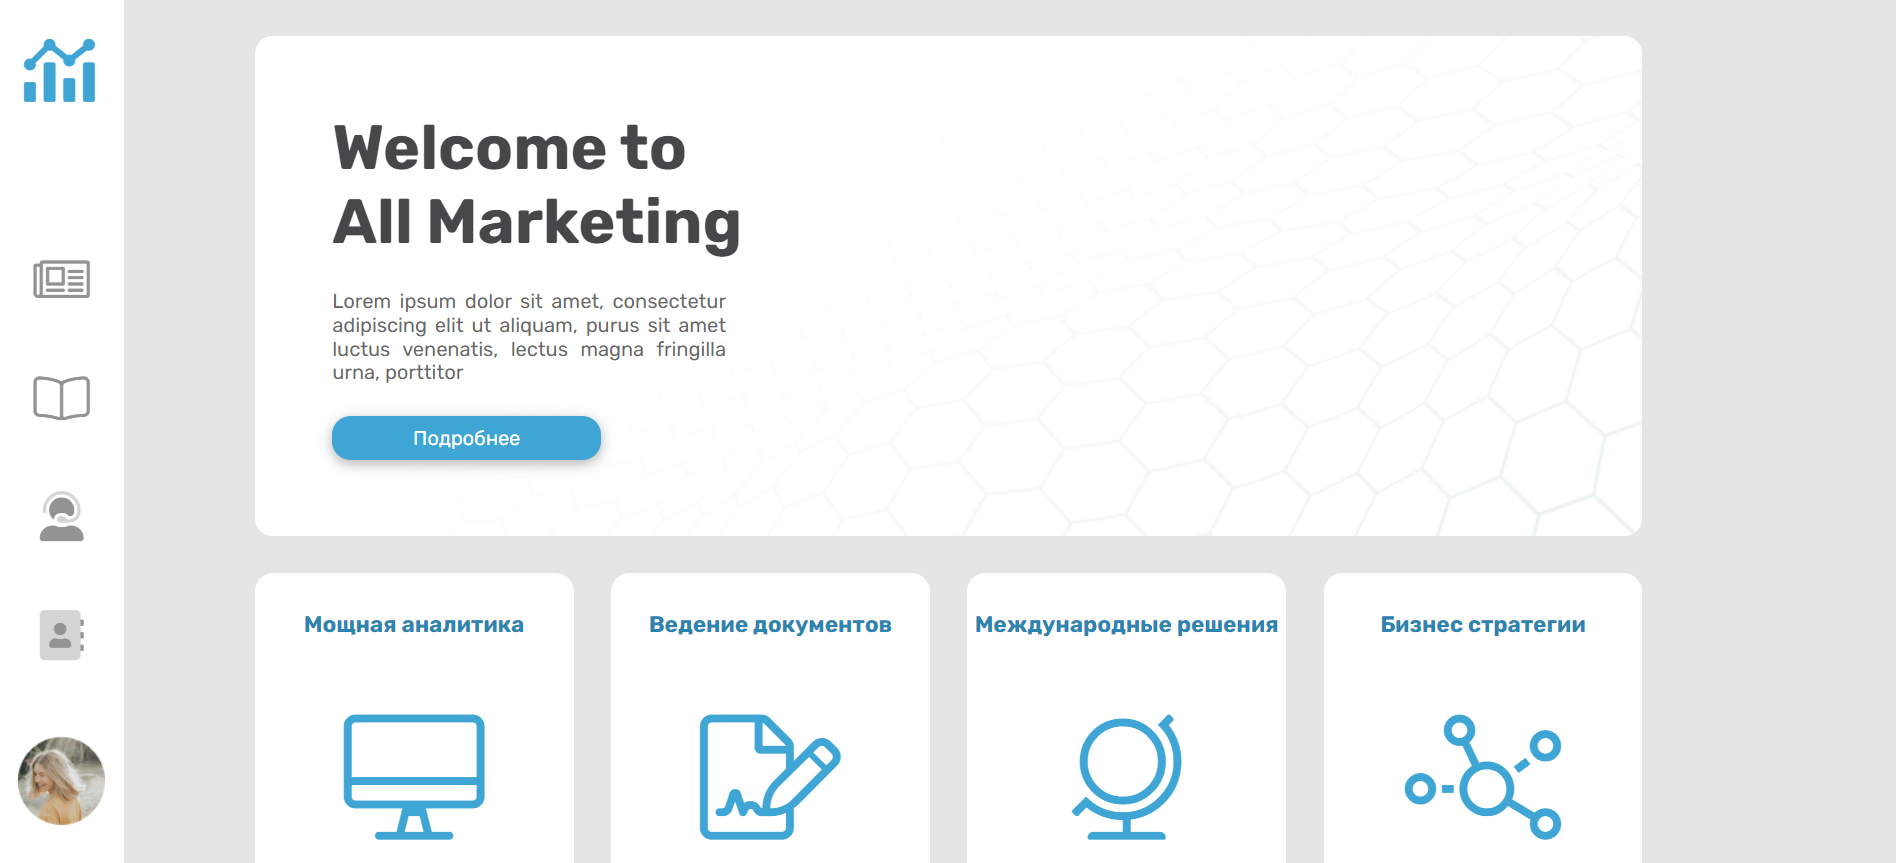 Welcome to
All Marketing
Lorem ipsum dolor sit amet, consectetur
adipiscing elit ut aliquam, purus sit amet
luctus venenatis, lectus magna fringilla
urna, porttitor
Подробнее
Мощная аналитика
Ведение документов
Международные решения
Бизнес стратегии